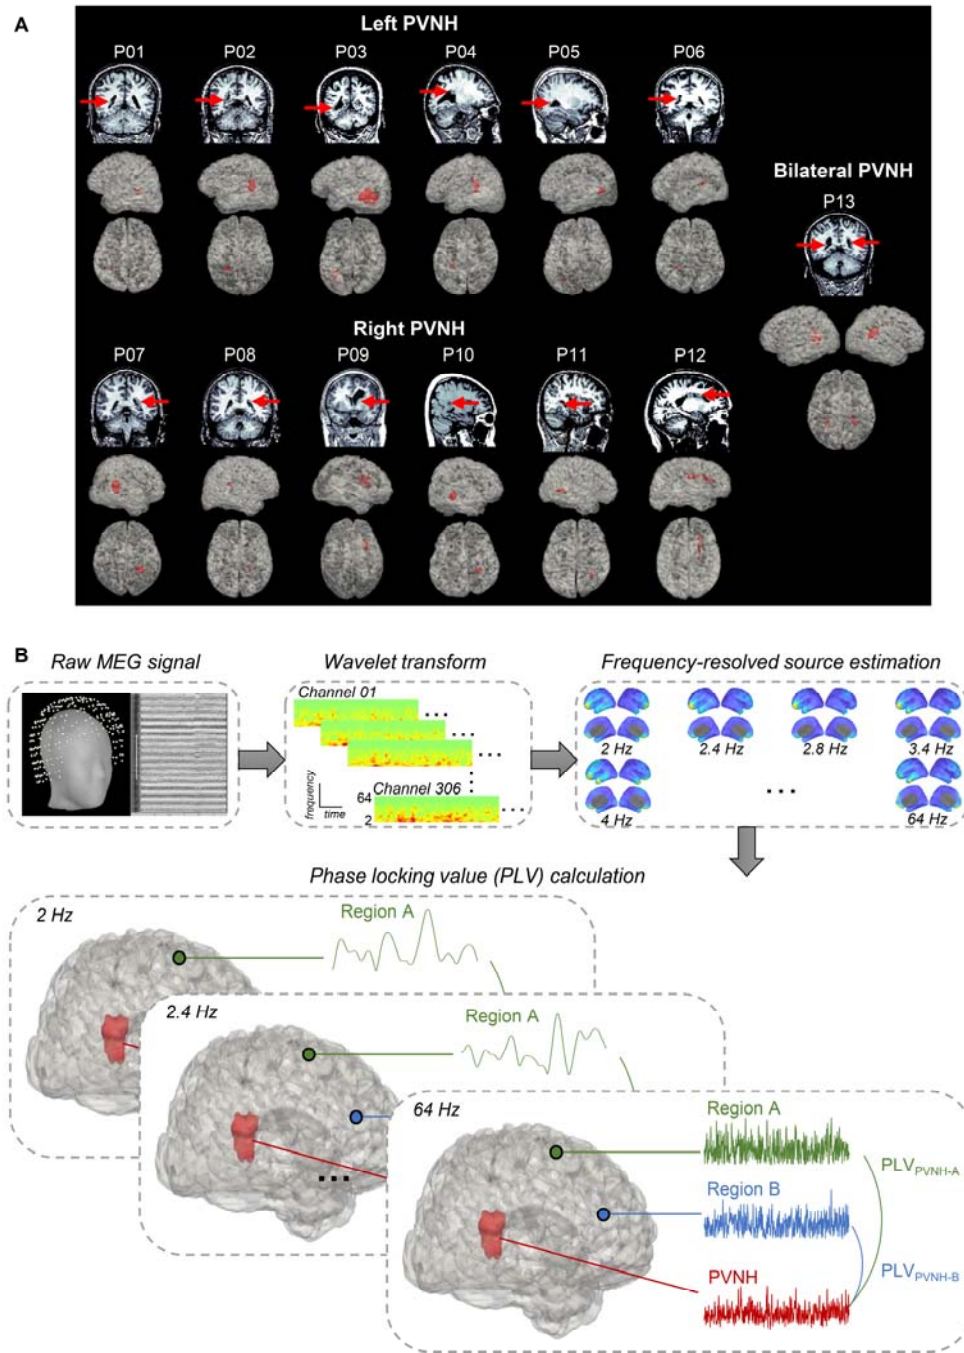 A
Left PVNH
P01 P02 P03 P04 P05 P06
Bilateral PVNH
P13
Right PVNH
P07 P08 P09 P10 P11 P12
B
Raw MEG signal
Wavelet transform
Frequency-resolved source estimation
Channel 01
Channel 306
frequency
time
64
2
2 Hz 2.4 Hz 2.8 Hz 3.4 Hz
4 Hz 64 Hz
Phase locking value (PLV) calculation
2 Hz
Region A
2.4 Hz
Region A
64 Hz
Region A
PLVPVNH-A
Region B
PLVPVNH-B
PVNH